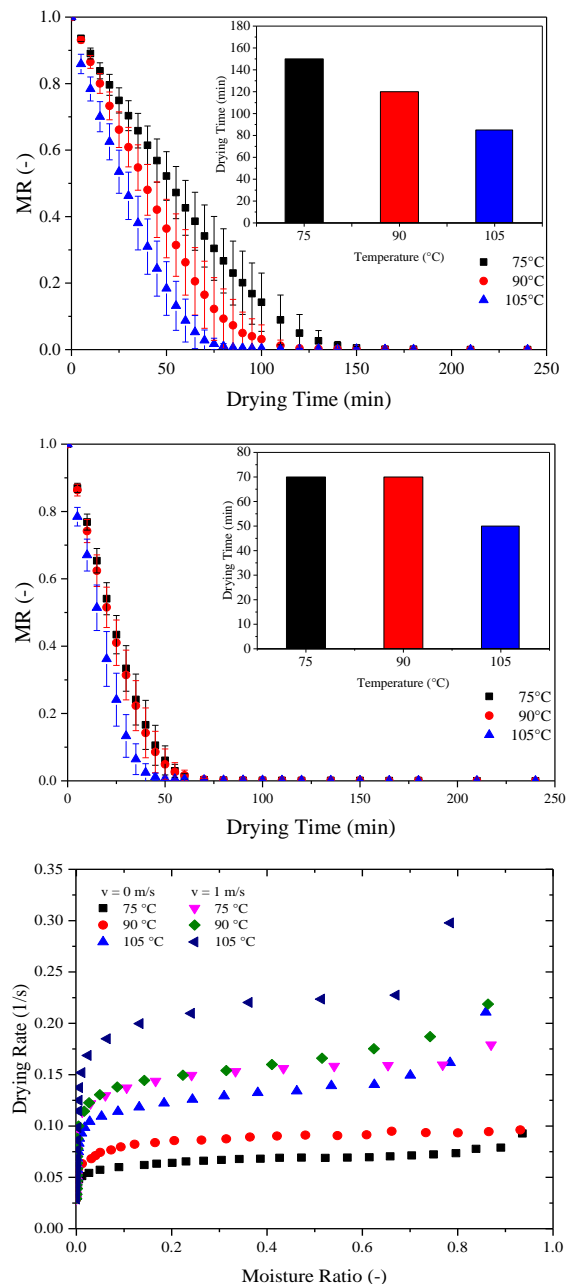 1.0
0.8
0.6
0.4
0.2
0.0
MR (-)
0 50 100 150 200 250
Drying Time (min)
180
160
140
120
100
80
60
40
20
0
Drying Time (min)
75 90 105
Temperature (°C)
75°C
90°C
105°C
1.0
0.8
0.6
0.4
0.2
0.0
MR (-)
0 50 100 150 200 250
Drying Time (min)
80
70
60
50
40
30
20
10
0
Drying Time (min)
75 90 105
Temperature (°C)
75°C
90°C
105°C
0.35
0.30
0.25
0.20
0.15
0.10
0.05
0.00
Drying Rate (1/s)
v = 0 m/s v = 1 m/s
75 °C 75 °C
90 °C 90 °C
105 °C 105 °C
0.0 0.2 0.4 0.6 0.8 1.0
Moisture Ratio (-)